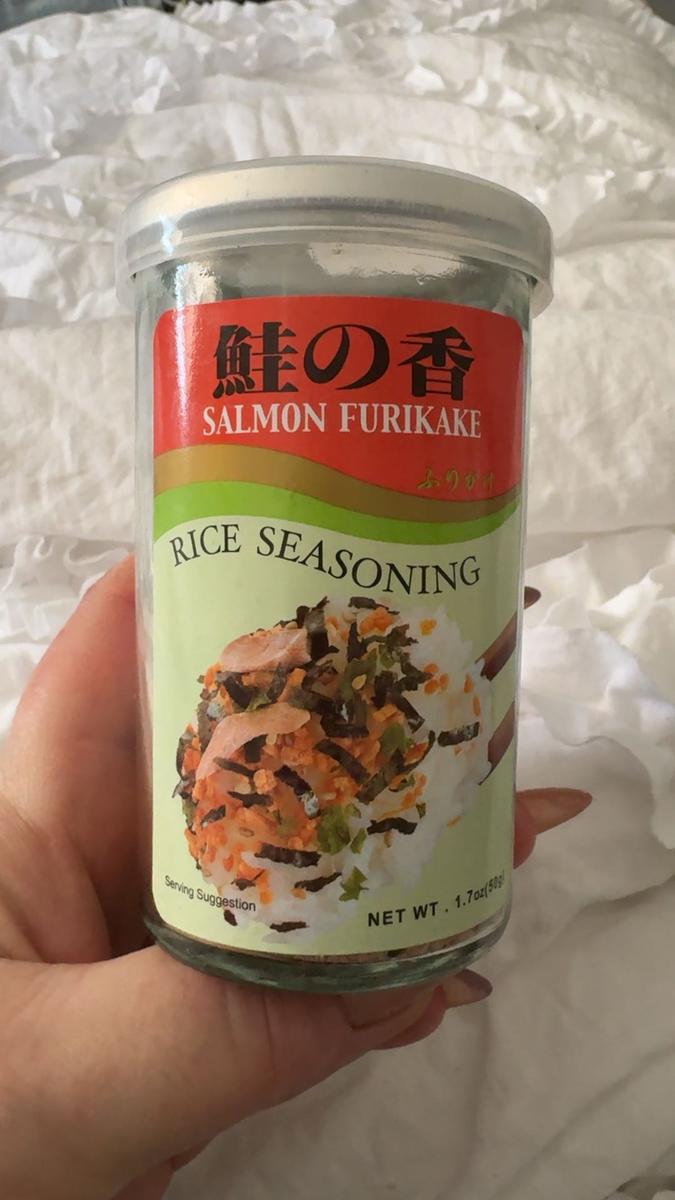 鮭の香
SALMON FURIKAKE
ふりかけ
RICE SEASONING
Serving Suggestion
NET WT . 1.7oz(50g)